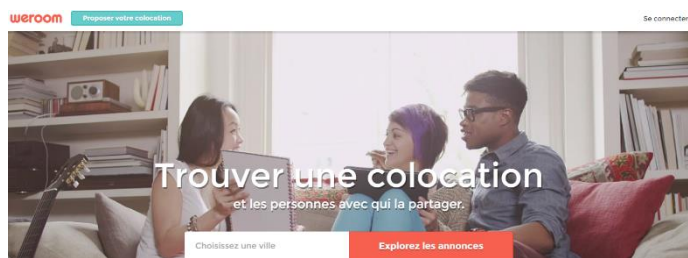 weroom
Proposer votre colocation
Se connecter
Trouver une colocation
et les personnes avec qui la partager.
Choisissez une ville
Explorez les annonces